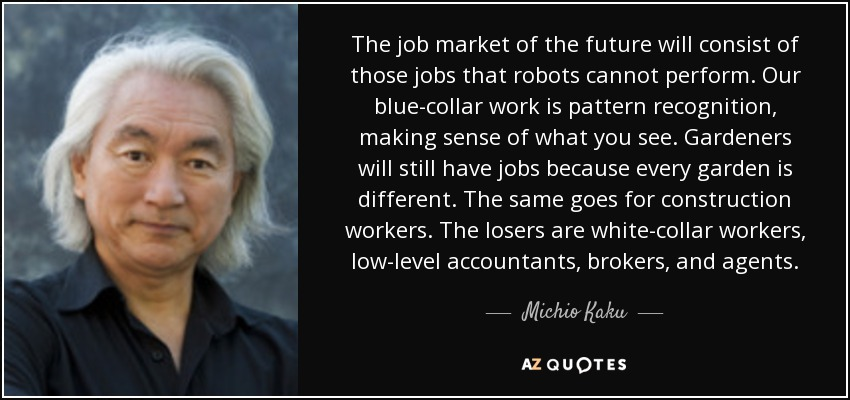 The job market of the future will consist of
those jobs that robots cannot perform. Our
blue-collar work is pattern recognition,
making sense of what you see. Gardeners
will still have jobs because every garden is
different. The same goes for construction
workers. The losers are white-collar workers,
low-level accountants, brokers, and agents.
Michio Kaku
AZ QUOTES